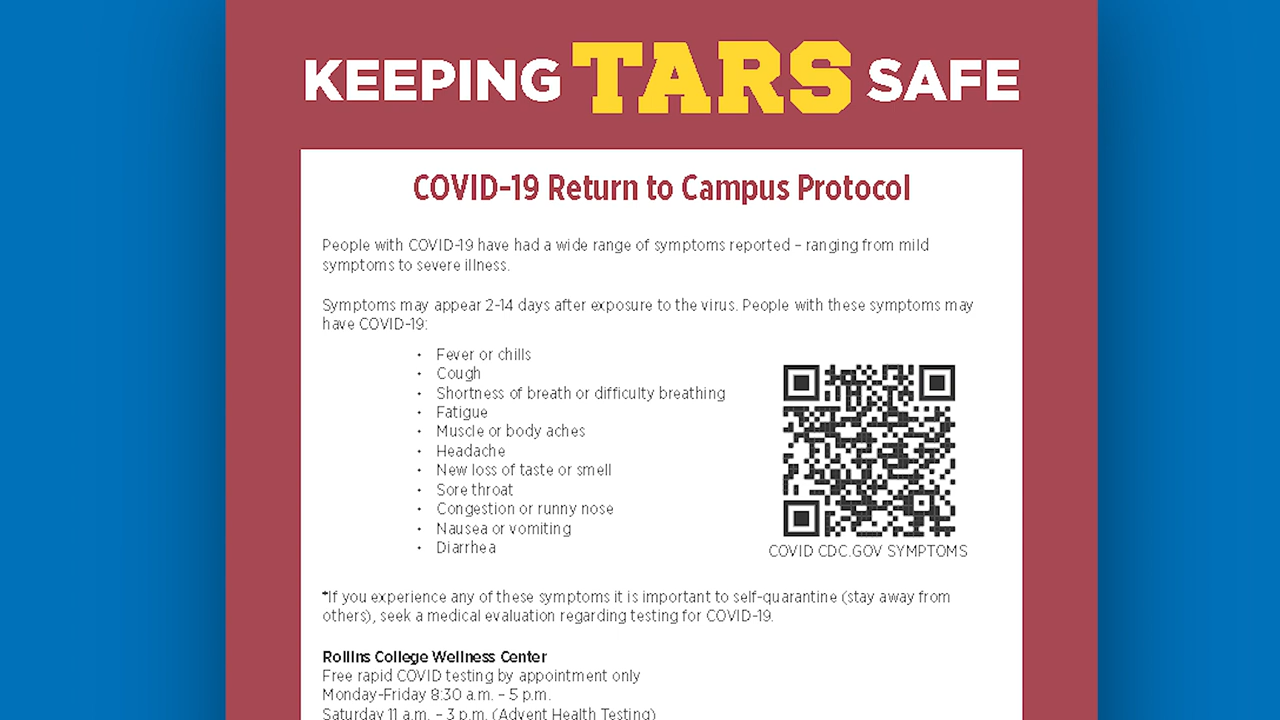 KEEPING TARS SAFE
COVID-19 Return to Campus Protocol
People with COVID-19 have had a wide range of symptoms reported – ranging from mild
symptoms to severe illness.
Symptoms may appear 2-14 days after exposure to the virus. People with these symptoms may
have COVID-19:
• Fever or chills
• Cough
• Shortness of breath or difficulty breathing
• Fatigue
• Muscle or body aches
• Headache
• New loss of taste or smell
• Sore throat
• Congestion or runny nose
• Nausea or vomiting
• Diarrhea
COVID CDC.GOV SYMPTOMS
*If you experience any of these symptoms it is important to self-quarantine (stay away from
others), seek a medical evaluation regarding testing for COVID-19.
Rollins College Wellness Center
Free rapid COVID testing by appointment only
Monday-Friday 8:30 a.m. – 5 p.m.
Saturday 11 a.m. – 3 p.m. (Advent Health Testing)